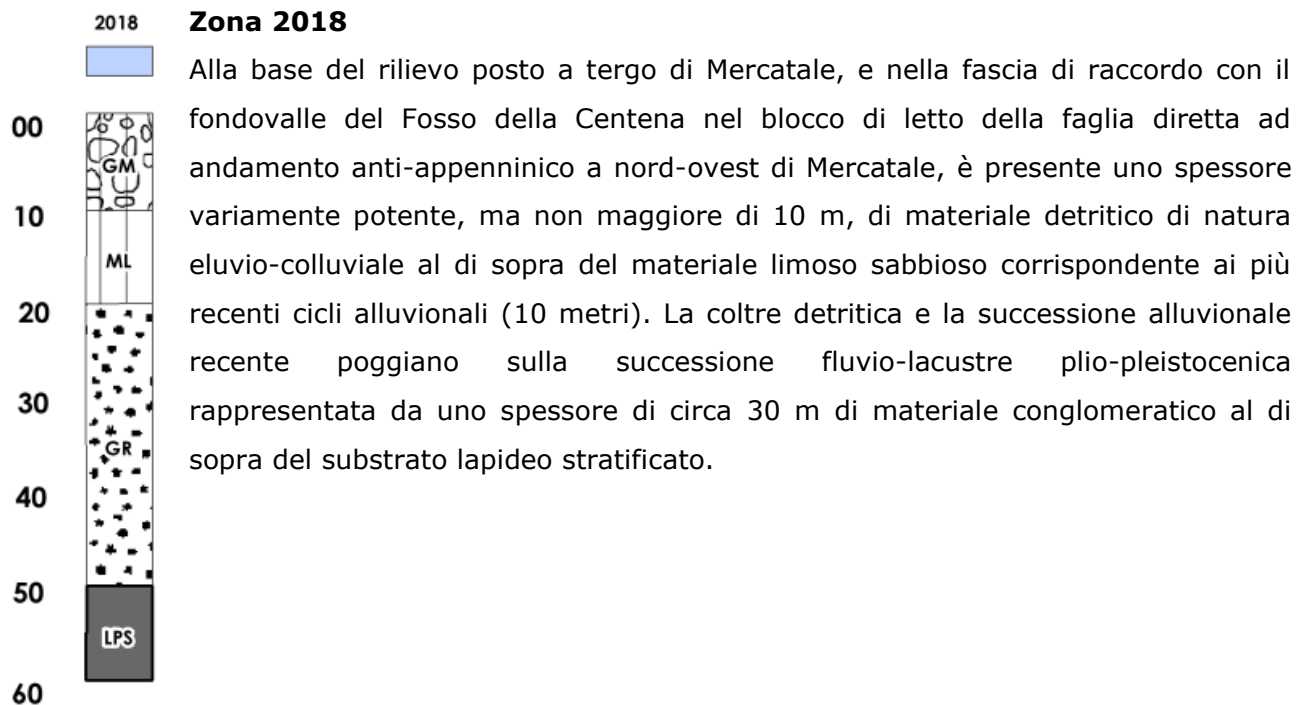 2018
Zona 2018
Alla base del rilievo posto a tergo di Mercatale, e nella fascia di raccordo con il
fondovalle del Fosso della Centena nel blocco di letto della faglia diretta ad
andamento anti-appenninico a nord-ovest di Mercatale, è presente uno spessore
variamente potente, ma non maggiore di 10 m, di materiale detritico di natura
eluvio-colluviale al di sopra del materiale limoso sabbioso corrispondente ai più
recenti cicli alluvionali (10 metri). La coltre detritica e la successione alluvionale
recente poggiano sulla successione fluvio-lacustre plio-pleistocenica
rappresentata da uno spessore di circa 30 m di materiale conglomeratico al di
sopra del substrato lapideo stratificato.
00
GM
10
ML
20
30
GR
40
50
LPS
60